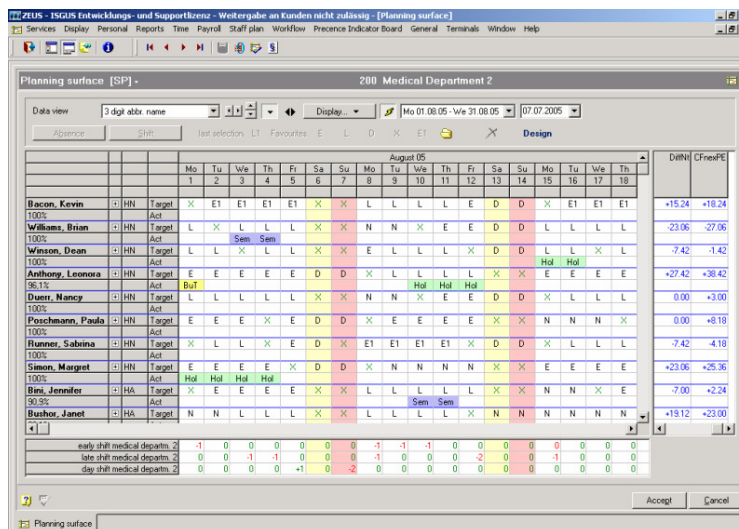 ZEUS - ISGUS Entwicklungs- und Supportlizenz - Weitergabe an Kunden nicht zulässig - [Planning surface]
Services Display Personal Reports Time Payroll Staff plan Workflow Precence Indicator Board General Terminals Window Help
Planning surface [SP] - 200 Medical Department 2
Data view 3 digit abbr. name Display... Mo 01.08.05 - We 31.08.05 07.07.2005
Absence Shift last selection LT Favourites E L D X E1 Design
August 05 DiffNt CFnexPE
Mo Tu We Th Fr Sa Su Mo Tu We Th Fr Sa Su Mo Tu We Th
1 2 3 4 5 6 7 8 9 10 11 12 13 14 15 16 17 18
Bacon, Kevin + HN Target X E1 E1 E1 E1 X X L L L L E D D X E1 E1 E1 +15.24 +18.24
100% Act
Williams, Brian + HN Target L X L L L X X N N X E E D D L L L L -23.06 -27.06
100% Act Sem Sem
Winson, Dean + HN Target L L X L L X X E L L L X D D L L X L -7.42 -1.42
100% Act Hol Hol
Anthony, Leonora + HN Target E E E E E D D X L L L L X X E E E E +27.42 +38.42
96,1% Act BuT Hol Hol Hol
Duerr, Nancy + HN Target L L L L L X X N N X E E D D X L L L 0.00 +3.00
100% Act
Poschmann, Paula + HN Target E E E X E D D X E E E E X X N N N X 0.00 +8.18
100% Act
Runner, Sabrina + HN Target X L L X E D X E1 E1 E1 E1 X D D X L L L -7.42 -4.18
100% Act
Simon, Margret + HN Target E E E E X D D X N N N N X X E E E E +23.06 +25.36
100% Act Hol Hol Hol Hol
Bini, Jennifer + HA Target X E E E E X X L L L L L X X N N X E -7.00 +2.24
90,9% Act Sem Sem
Bushor, Janet + HA Target N N L L L X X L L L L X N N N N N N +19.12 +23.00
early shift medical departm. 2 -1 0 0 0 0 0 0 -1 -1 -1 0 0 0 0 0 0 0 0
late shift medical departm. 2 0 0 -1 -1 0 0 0 -1 0 0 0 -2 0 0 -1 0 0 0
day shift medical departm. 2 0 0 0 0 +1 0 -2 0 0 0 0 0 0 0 0 0 0 0
Accept Cancel
Planning surface